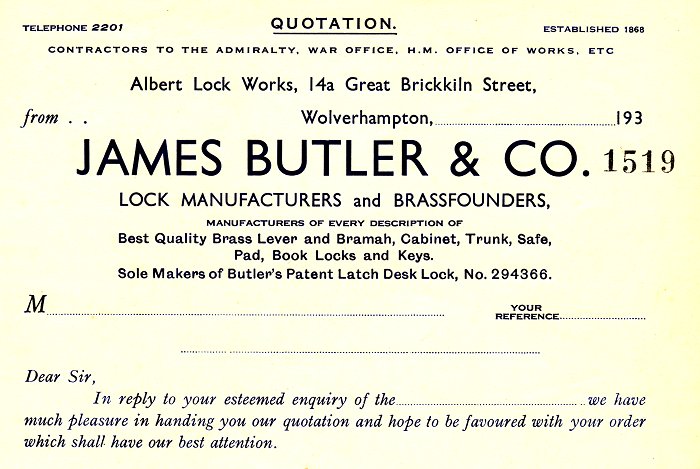 TELEPHONE 2201 QUOTATION. ESTABLISHED 1868
CONTRACTORS TO THE ADMIRALTY, WAR OFFICE, H.M. OFFICE OF WORKS, ETC
Albert Lock Works, 14a Great Brickkiln Street,
from . . Wolverhampton, 193
JAMES BUTLER & CO. 1519
LOCK MANUFACTURERS and BRASSFOUNDERS,
MANUFACTURERS OF EVERY DESCRIPTION OF
Best Quality Brass Lever and Bramah, Cabinet, Trunk, Safe,
Pad, Book Locks and Keys.
Sole Makers of Butler's Patent Latch Desk Lock, No. 294366.
M YOUR
REFERENCE
Dear Sir,
In reply to your esteemed enquiry of the we have
much pleasure in handing you our quotation and hope to be favoured with your order
which shall have our best attention.